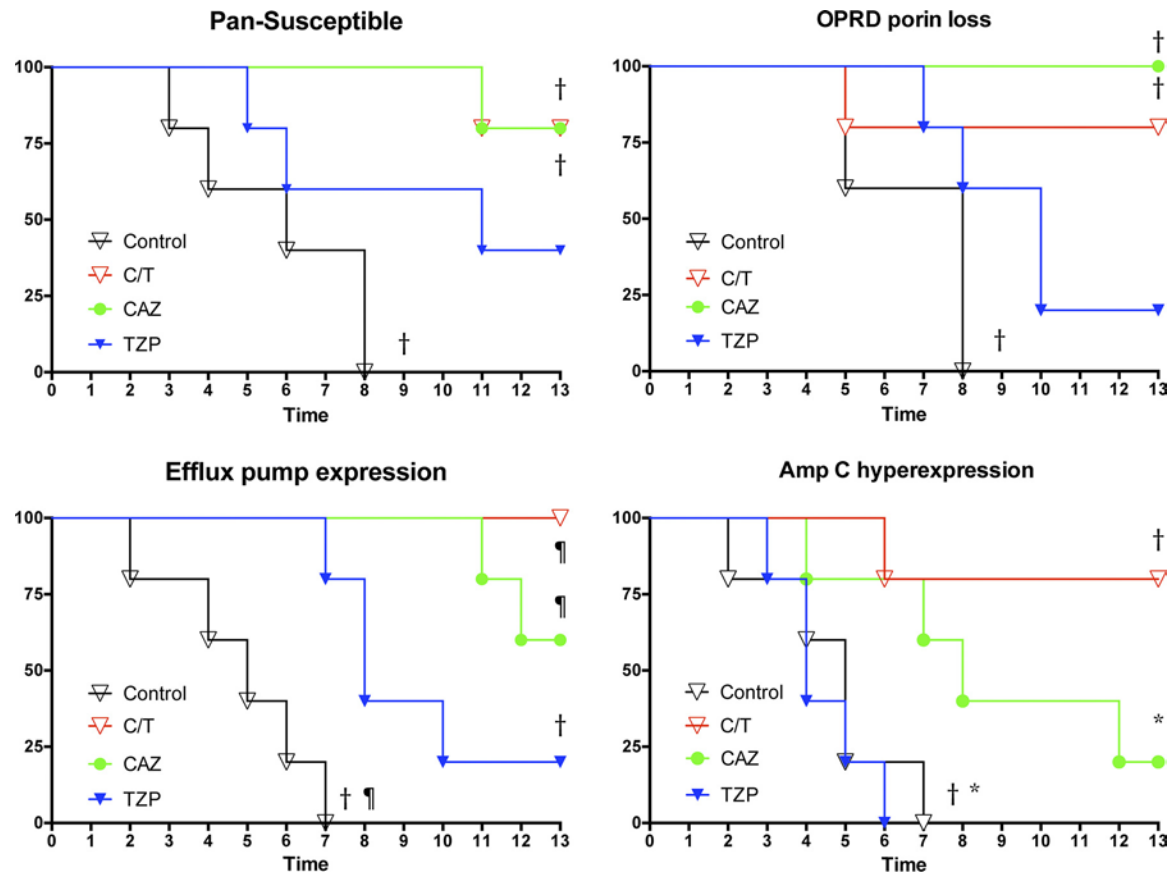 Pan-Susceptible
100
75
50
25
0
†
†
†
Control
C/T
CAZ
TZP
0 1 2 3 4 5 6 7 8 9 10 11 12 13
Time
OPRD porin loss
100
75
50
25
0
†
†
†
Control
C/T
CAZ
TZP
0 1 2 3 4 5 6 7 8 9 10 11 12 13
Time
Efflux pump expression
100
75
50
25
0
¶
¶
†
† ¶
Control
C/T
CAZ
TZP
0 1 2 3 4 5 6 7 8 9 10 11 12 13
Time
Amp C hyperexpression
100
75
50
25
0
†
*
† *
Control
C/T
CAZ
TZP
0 1 2 3 4 5 6 7 8 9 10 11 12 13
Time